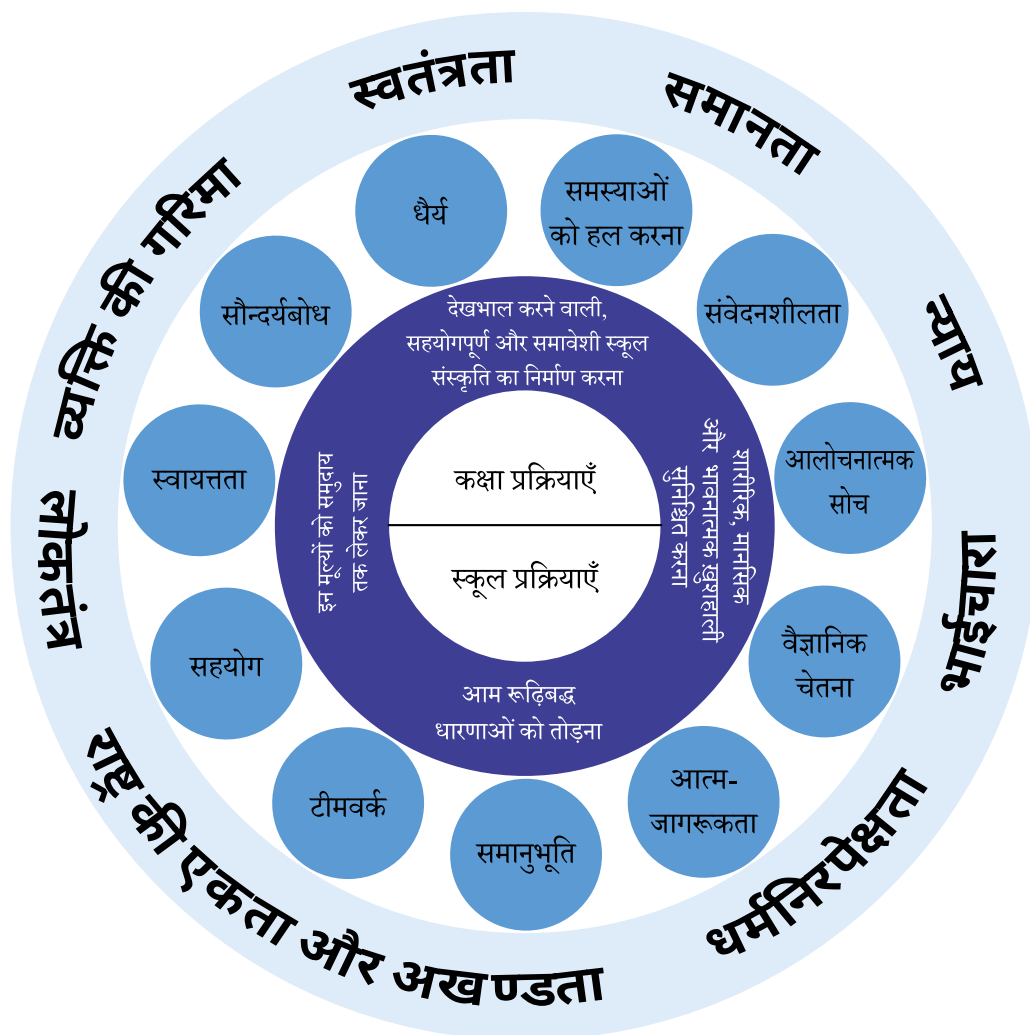 स्वतंत्रता
समानता
न्याय
भाईचारा
धर्मनिरपेक्षता
राष्ट्र की एकता और अखण्डता
लोकतंत्र
व्यक्ति की गरिमा
धैर्य
समस्याओं
को हल करना
संवेदनशीलता
आलोचनात्मक
सोच
वैज्ञानिक
चेतना
आत्म-
जागरूकता
समानुभूति
टीमवर्क
सहयोग
स्वायत्तता
सौन्दर्यबोध
देखभाल करने वाली,
सहयोगपूर्ण और समावेशी स्कूल
संस्कृति का निर्माण करना
शारीरिक, मानसिक
और भावनात्मक ख़ुशहाली
सुनिश्चित करना
आम रूढ़िबद्ध
धारणाओं को तोड़ना
इन मूल्यों को समुदाय
तक लेकर जाना
कक्षा प्रक्रियाएँ
स्कूल प्रक्रियाएँ